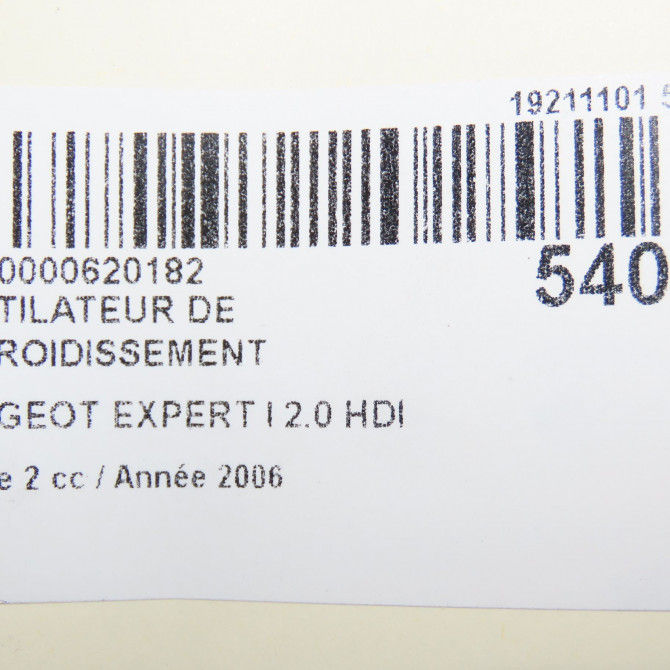 19211101 5
0000620182
540
TILATEUR DE
ROIDISSEMENT
GEOT EXPERT I 2.0 HDI
e 2 cc / Année 2006